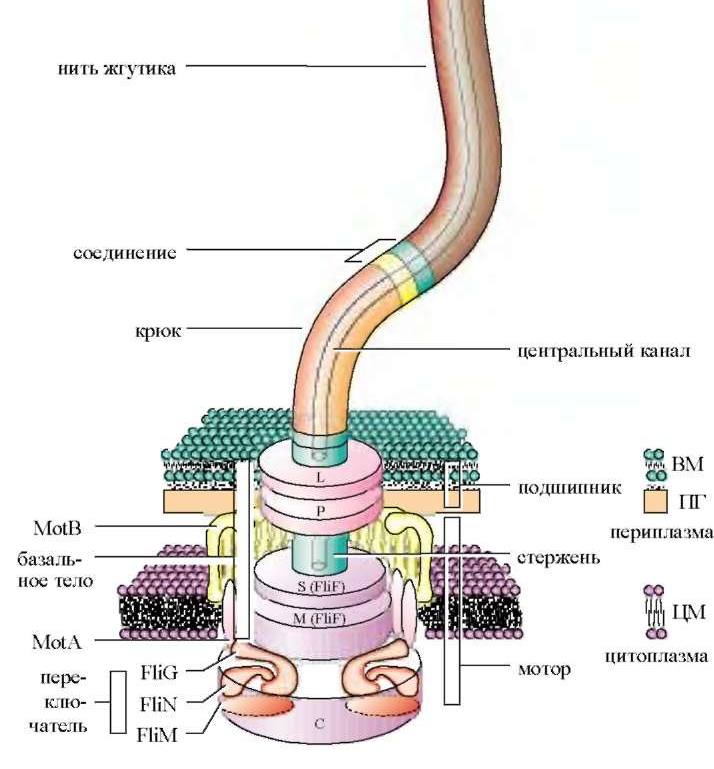 нить жгутика
соединение
крюк
центральный канал
L
P
ВМ
подшипник
ПГ
периплазма
MotB
базаль-
ное тело
стержень
S (FliF)
M (FliF)
ЦМ
цитоплазма
MotA
мотор
пере-
клю-
чатель
FliG
FliN
FliM
C